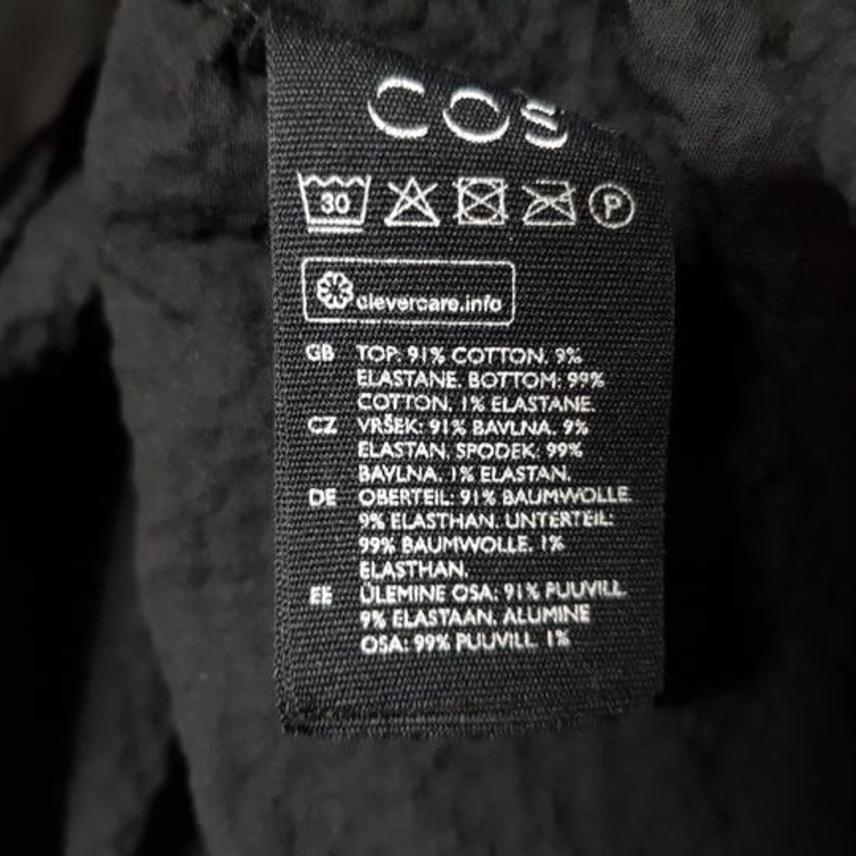 COS
30
P
clevercare.info
GB TOP: 91% COTTON. 9%
ELASTANE. BOTTOM: 99%
COTTON. 1% ELASTANE.
CZ VRŠEK: 91% BAVLNA. 9%
ELASTAN. SPODEK. 99%
BAVLNA. 1% ELASTAN.
DE OBERTEIL: 91% BAUMWOLLE.
9% ELASTHAN. UNTERTEIL:
99% BAUMWOLLE. 1%
ELASTHAN.
EE ÜLEMINE OSA: 91% PUUVILL.
9% ELASTAAN. ALUMINE
OSA: 99% PUUVILL. 1%